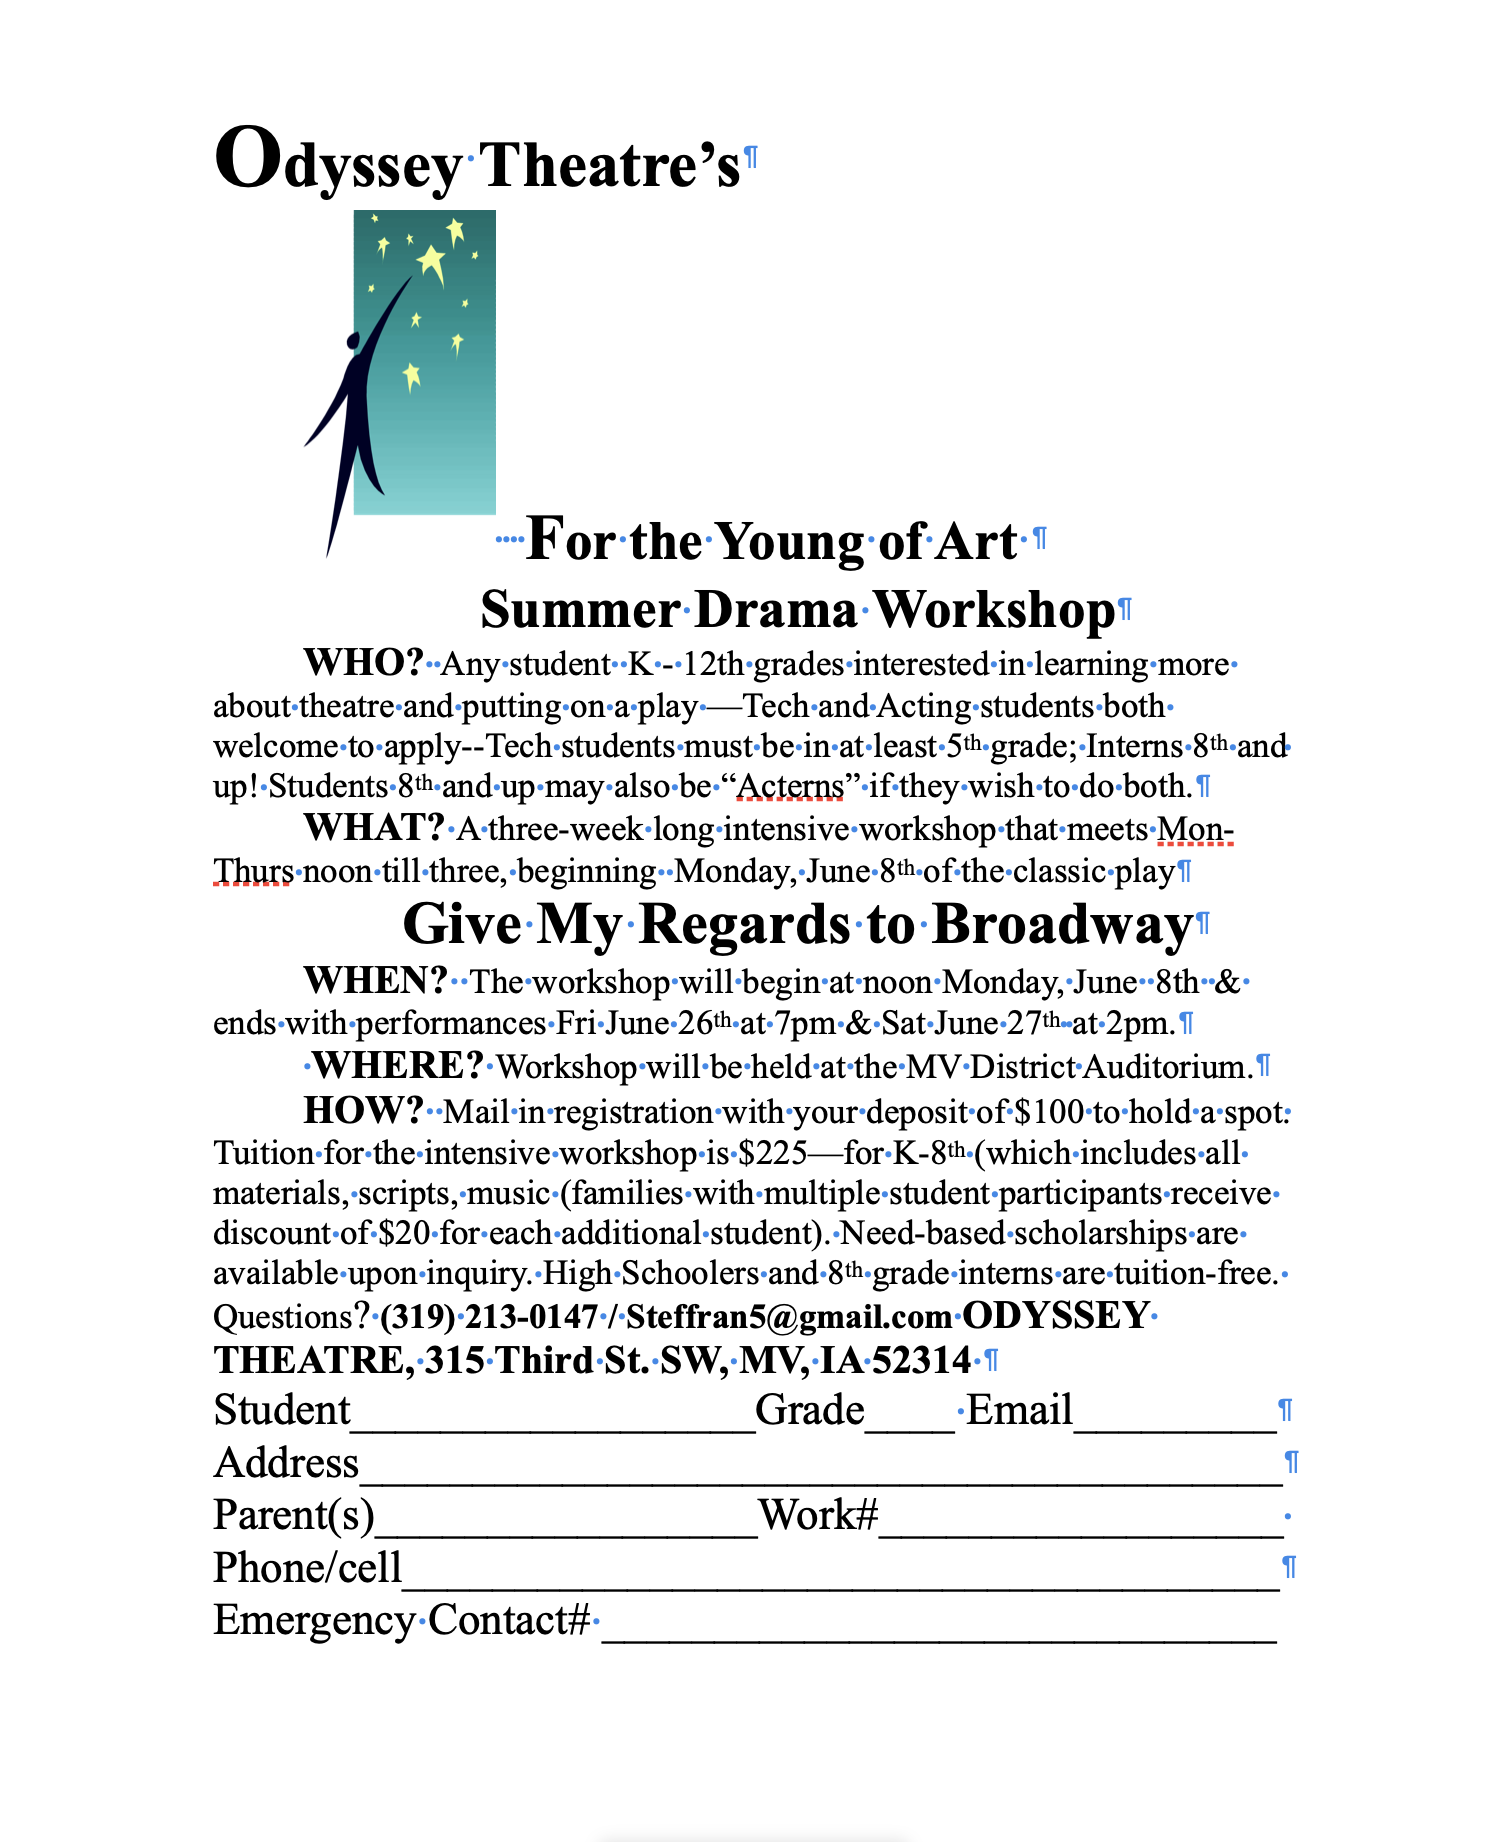 Odyssey Theatre’s
For the Young of Art
Summer Drama Workshop
WHO?  Any student  K - 12th grades interested in learning more
about theatre and putting on a play —Tech and Acting students both
welcome to apply--Tech students must be in at least 5th grade; Interns 8th and
up! Students 8th and up may also be “Acterns” if they wish to do both.
WHAT? A three-week long intensive workshop that meets Mon-
Thurs noon till three, beginning  Monday, June 8th of the classic play
Give My Regards to Broadway
WHEN?  The workshop will begin at noon Monday, June  8th  &
ends with performances Fri June 26th at 7pm & Sat June 27th  at 2pm.
WHERE? Workshop will be held at the MV District Auditorium.
HOW?  Mail in registration with your deposit of $100 to hold a spot.
Tuition for the intensive workshop is $225—for K-8th (which includes all
materials, scripts, music (families with multiple student participants receive
discount of $20 for each additional student). Need-based scholarships are
available upon inquiry. High Schoolers and 8th grade interns are tuition-free.
Questions? (319) 213-0147 / Steffran5@gmail.com ODYSSEY
THEATRE, 315 Third St. SW, MV, IA 52314
Student__________________Grade____ Email_________
Address_________________________________________
Parent(s)_________________Work#__________________
Phone/cell_______________________________________
Emergency Contact# ______________________________